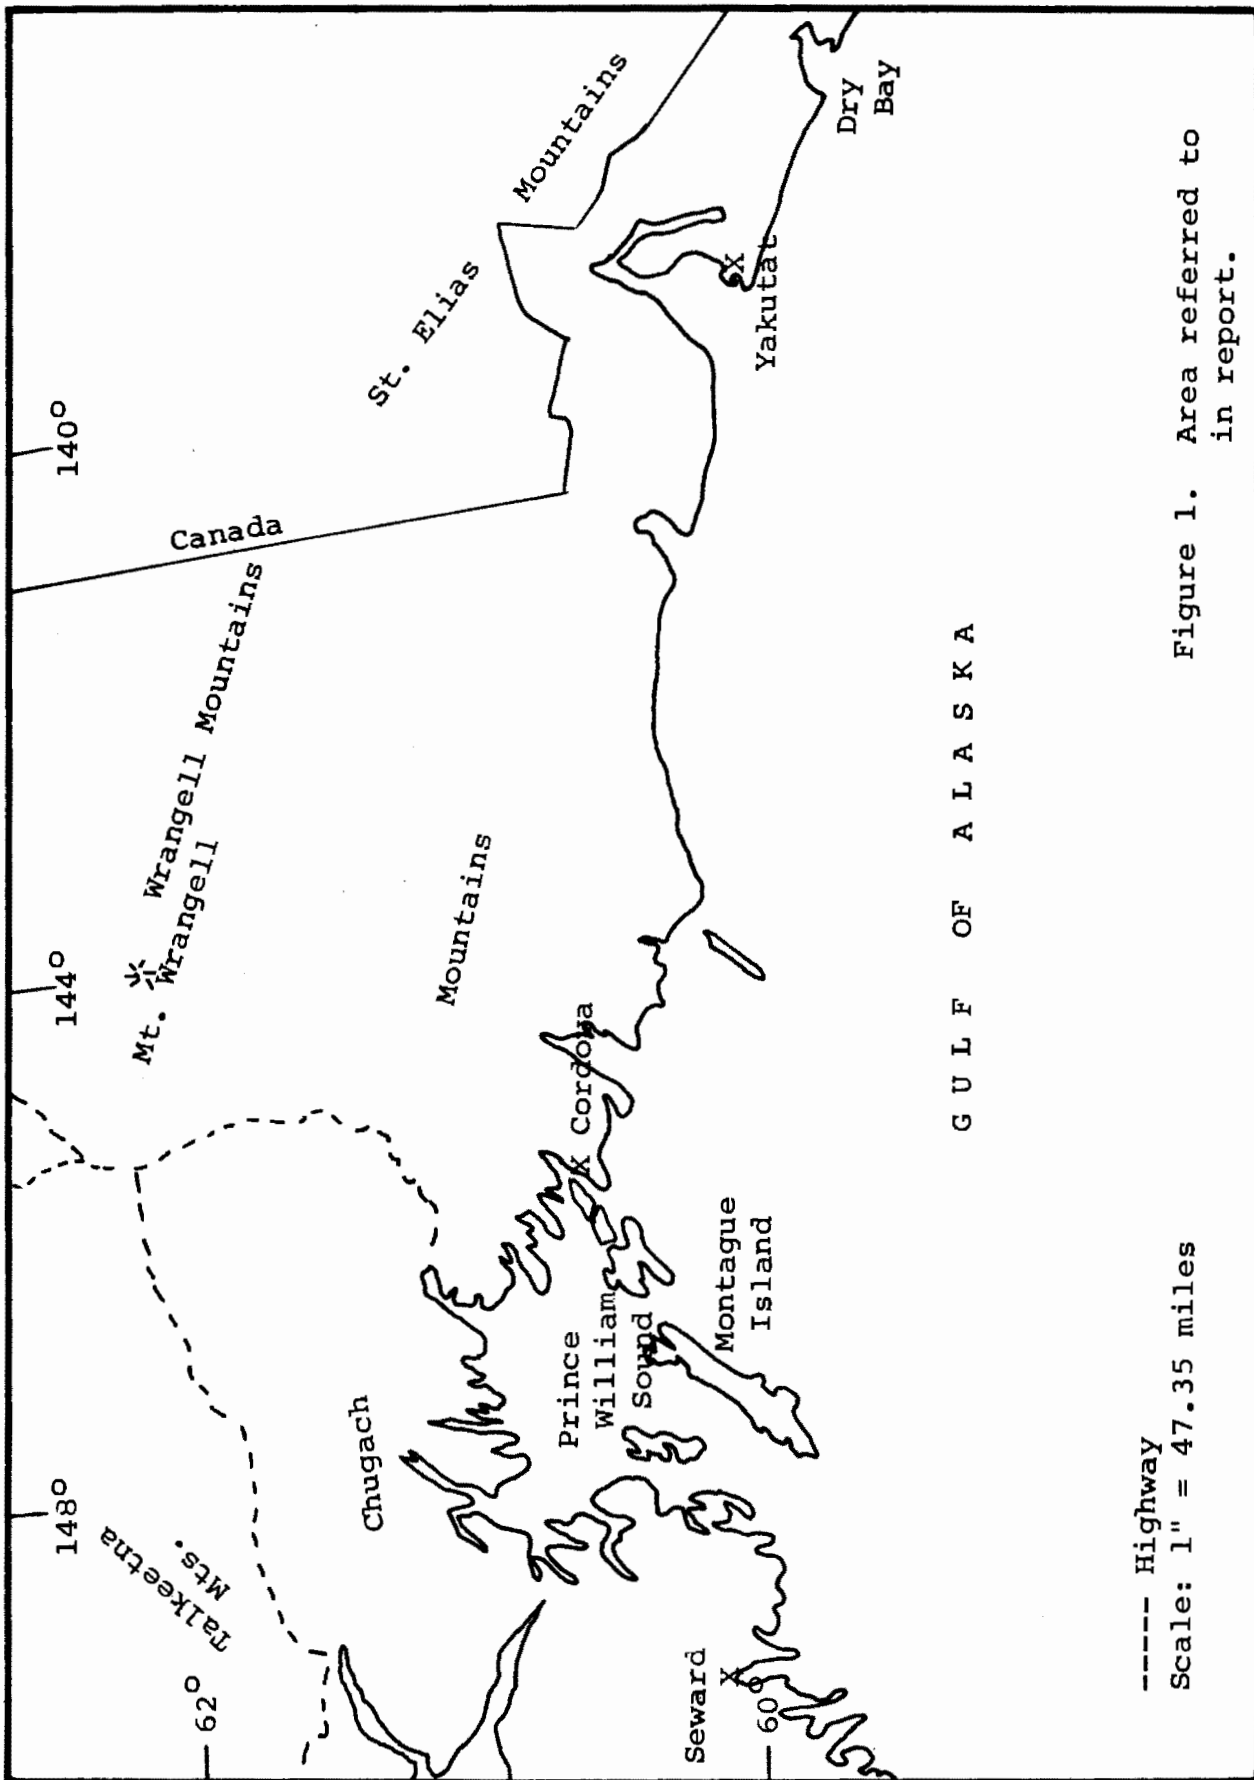 148°
144°
140°
Talkeetna
Mts.
Mt. Wrangell
Wrangell Mountains
Canada
62°
Chugach
Mountains
St. Elias
Mountains
Prince
William
Sound
Cordova
X
Seward
X
60°
Montague
Island
Yakutat
X
Dry
Bay
GULF OF ALASKA
----- Highway
Scale: 1" = 47.35 miles
Figure 1. Area referred to
in report.